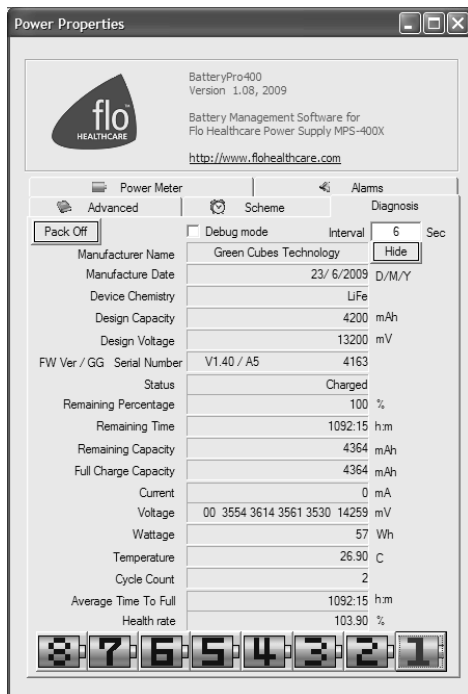 Power Properties
flo
HEALTHCARE
BatteryPro400
Version 1.08, 2009
Battery Management Software for
Flo Healthcare Power Supply MPS-400X
http://www.flohealthcare.com
Power Meter Alarms
Advanced Scheme Diagnosis
Pack Off Debug mode Interval 6 Sec
Manufacturer Name Green Cubes Technology Hide
Manufacture Date 23/ 6/2009 D/M/Y
Device Chemistry LiFe
Design Capacity 4200 mAh
Design Voltage 13200 mV
FW Ver / GG Serial Number V1.40 / A5 4163
Status Charged
Remaining Percentage 100 %
Remaining Time 1092:15 h:m
Remaining Capacity 4364 mAh
Full Charge Capacity 4364 mAh
Current 0 mA
Voltage 00 3554 3614 3561 3530 14259 mV
Wattage 57 Wh
Temperature 26.90 C
Cycle Count 2
Average Time To Full 1092:15 h:m
Health rate 103.90 %
8 7 6 5 4 3 2 1